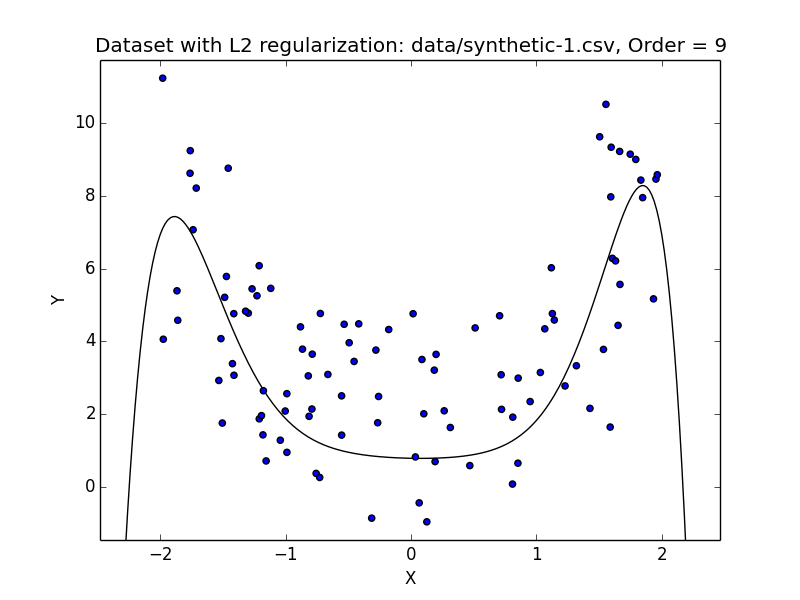 Dataset with L2 regularization: data/synthetic-1.csv, Order = 9
10
8
6
4
2
0
Y
−2 −1 0 1 2
X